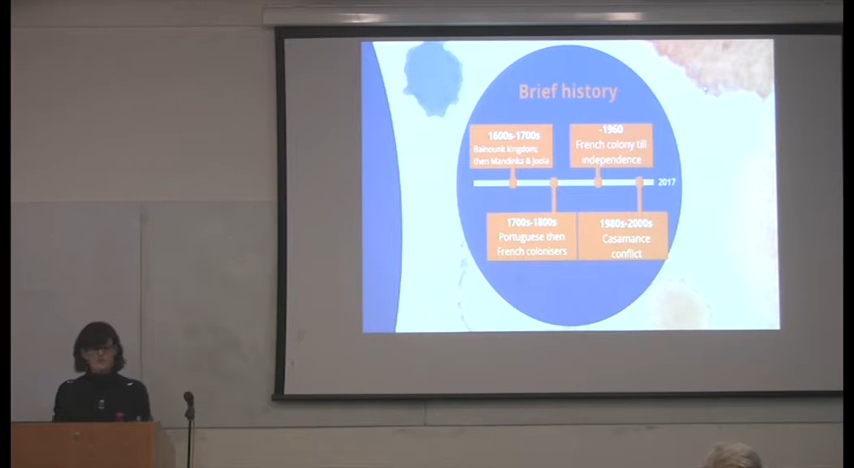 Brief history
1600s-1700s
Bainounk kingdom;
then Mandinka & Joola
-1960
French colony till
independence
2017
1700s-1800s
Portuguese then
French colonisers
1980s-2000s
Casamance
conflict